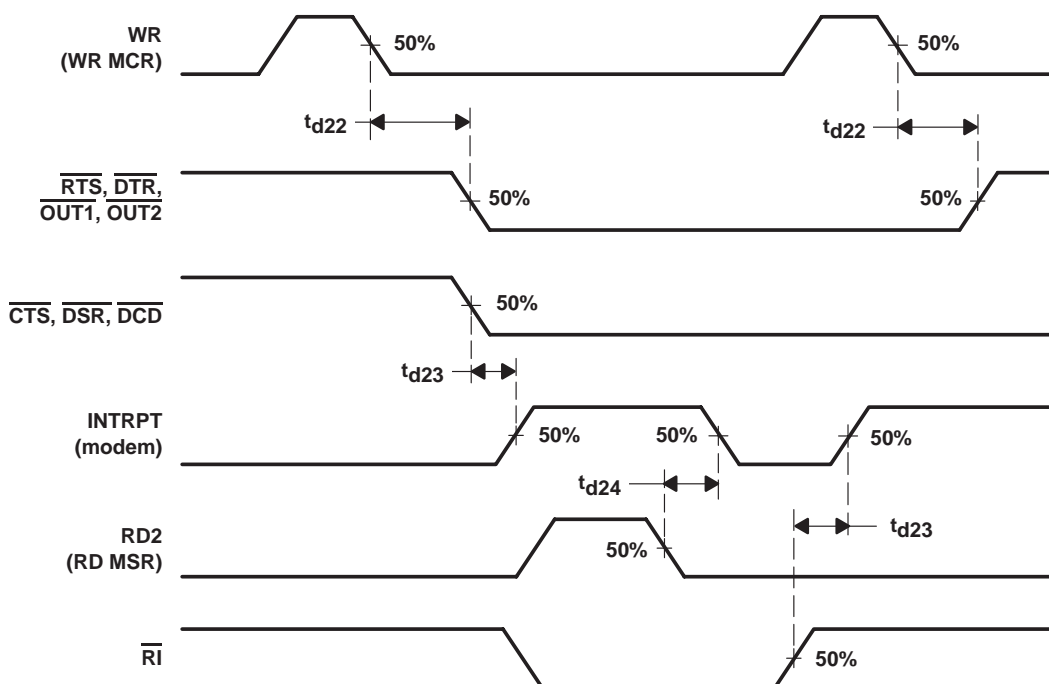 WR
(WR MCR)
50%
50%
td22
td22
RTS, DTR,
OUT1, OUT2
50%
50%
CTS, DSR, DCD
50%
td23
INTRPT
(modem)
50%
50%
50%
td24
td23
RD2
(RD MSR)
50%
RI
50%